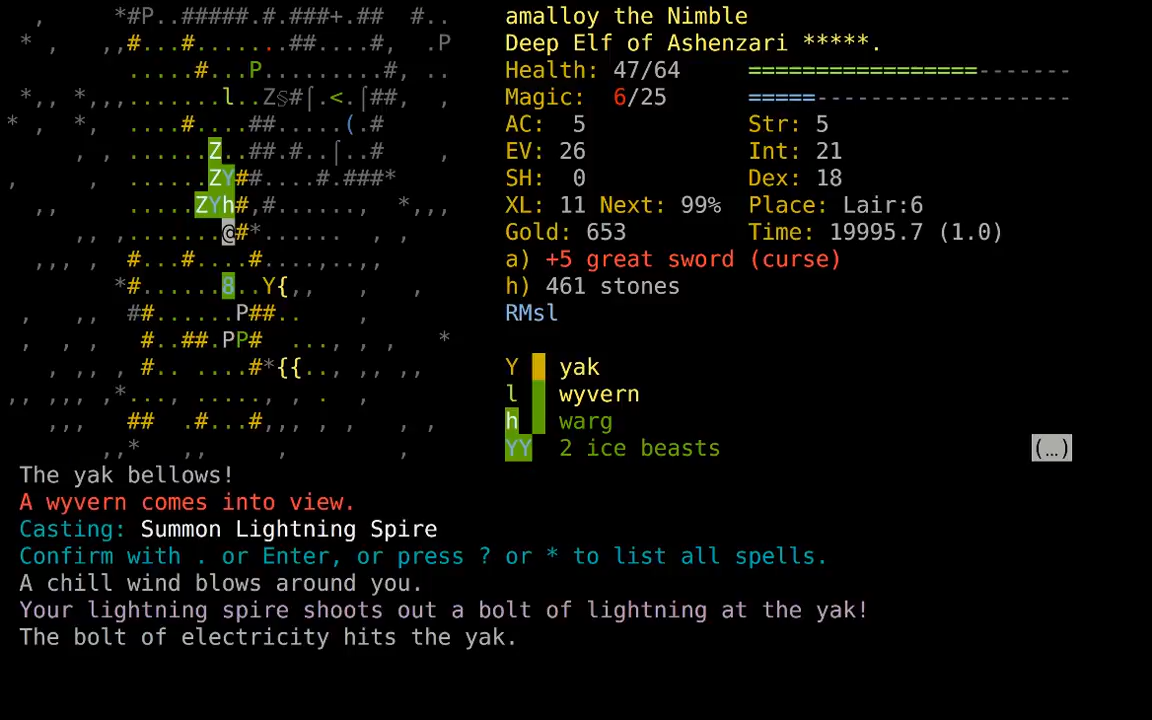 amalloy the Nimble
Deep Elf of Ashenzari *****.
Health: 47/64
Magic: 6/25
AC: 5 Str: 5
EV: 26 Int: 21
SH: 0 Dex: 18
XL: 11 Next: 99% Place: Lair:6
Gold: 653 Time: 19995.7 (1.0)
a) +5 great sword (curse)
h) 461 stones
RMsl
Y yak
l wyvern
h warg
YY 2 ice beasts (…)
The yak bellows!
A wyvern comes into view.
Casting: Summon Lightning Spire
Confirm with . or Enter, or press ? or * to list all spells.
A chill wind blows around you.
Your lightning spire shoots out a bolt of lightning at the yak!
The bolt of electricity hits the yak.